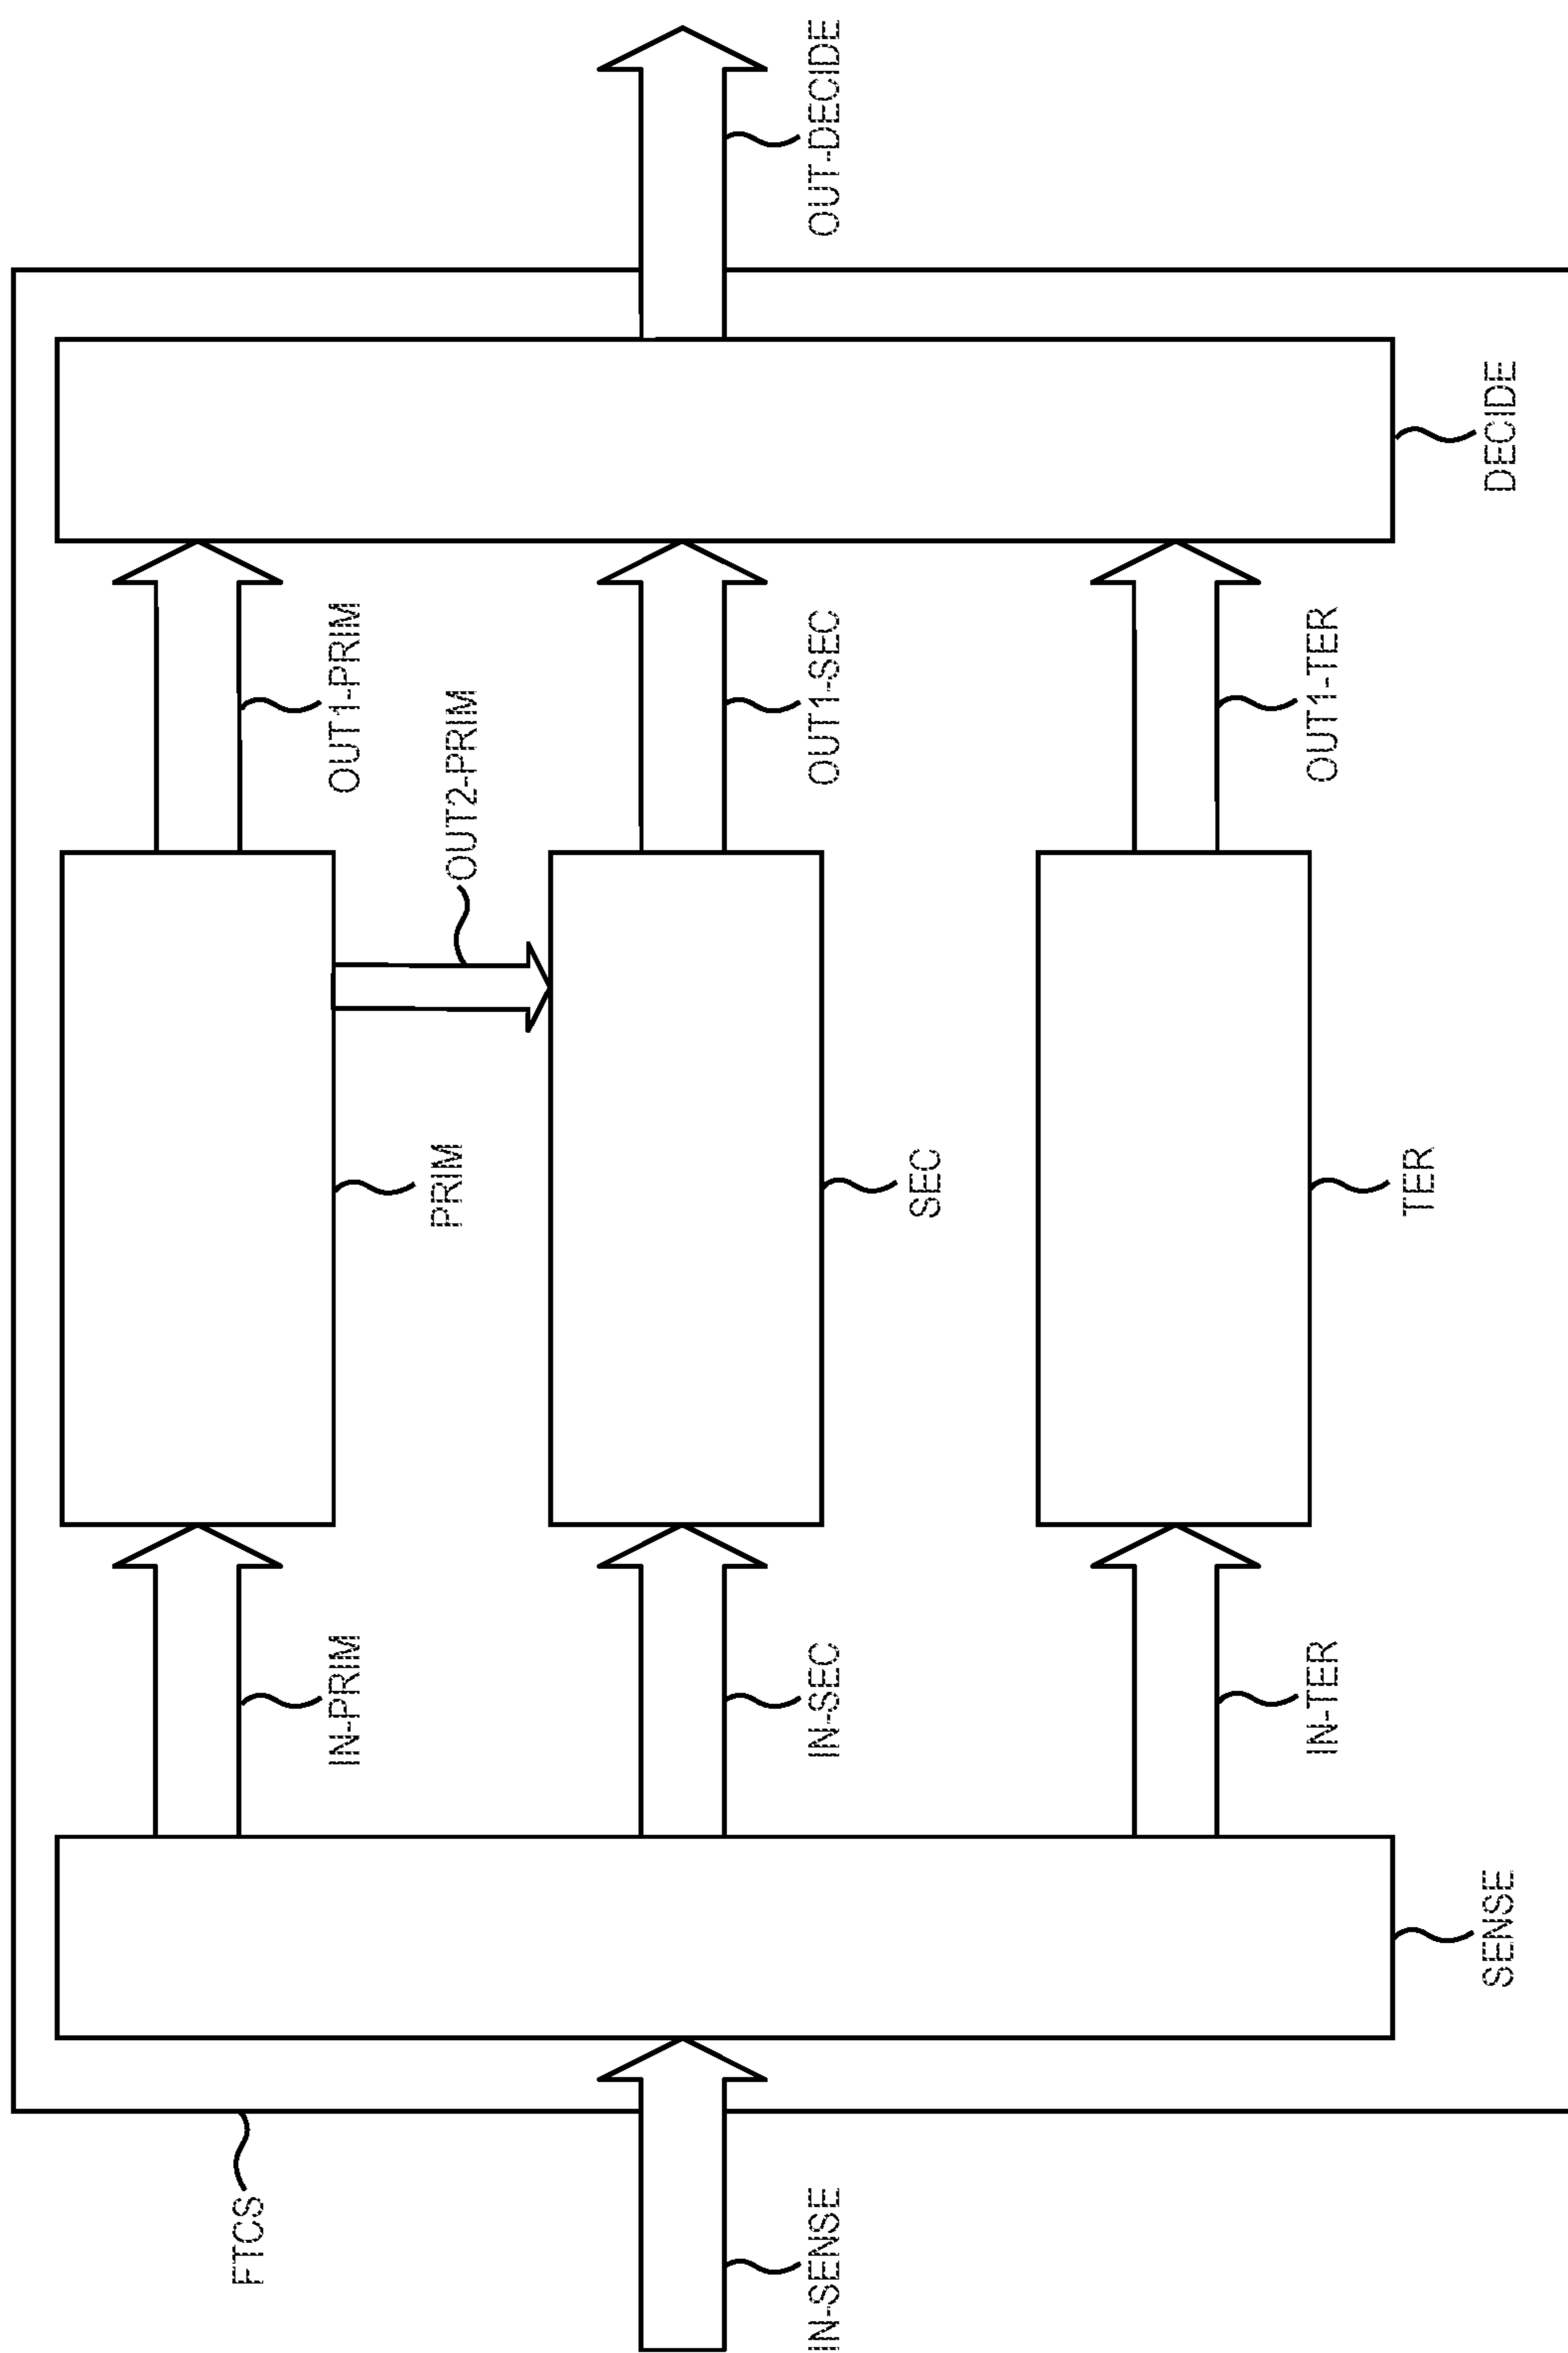 FTCS
IN-SENSE
SENSE
IN-PRIM
IN-SEC
IN-TER
PRIM
SEC
TER
OUT2-PRIM
OUT1-PRIM
OUT1-SEC
OUT1-TER
DECIDE
OUT-DECIDE